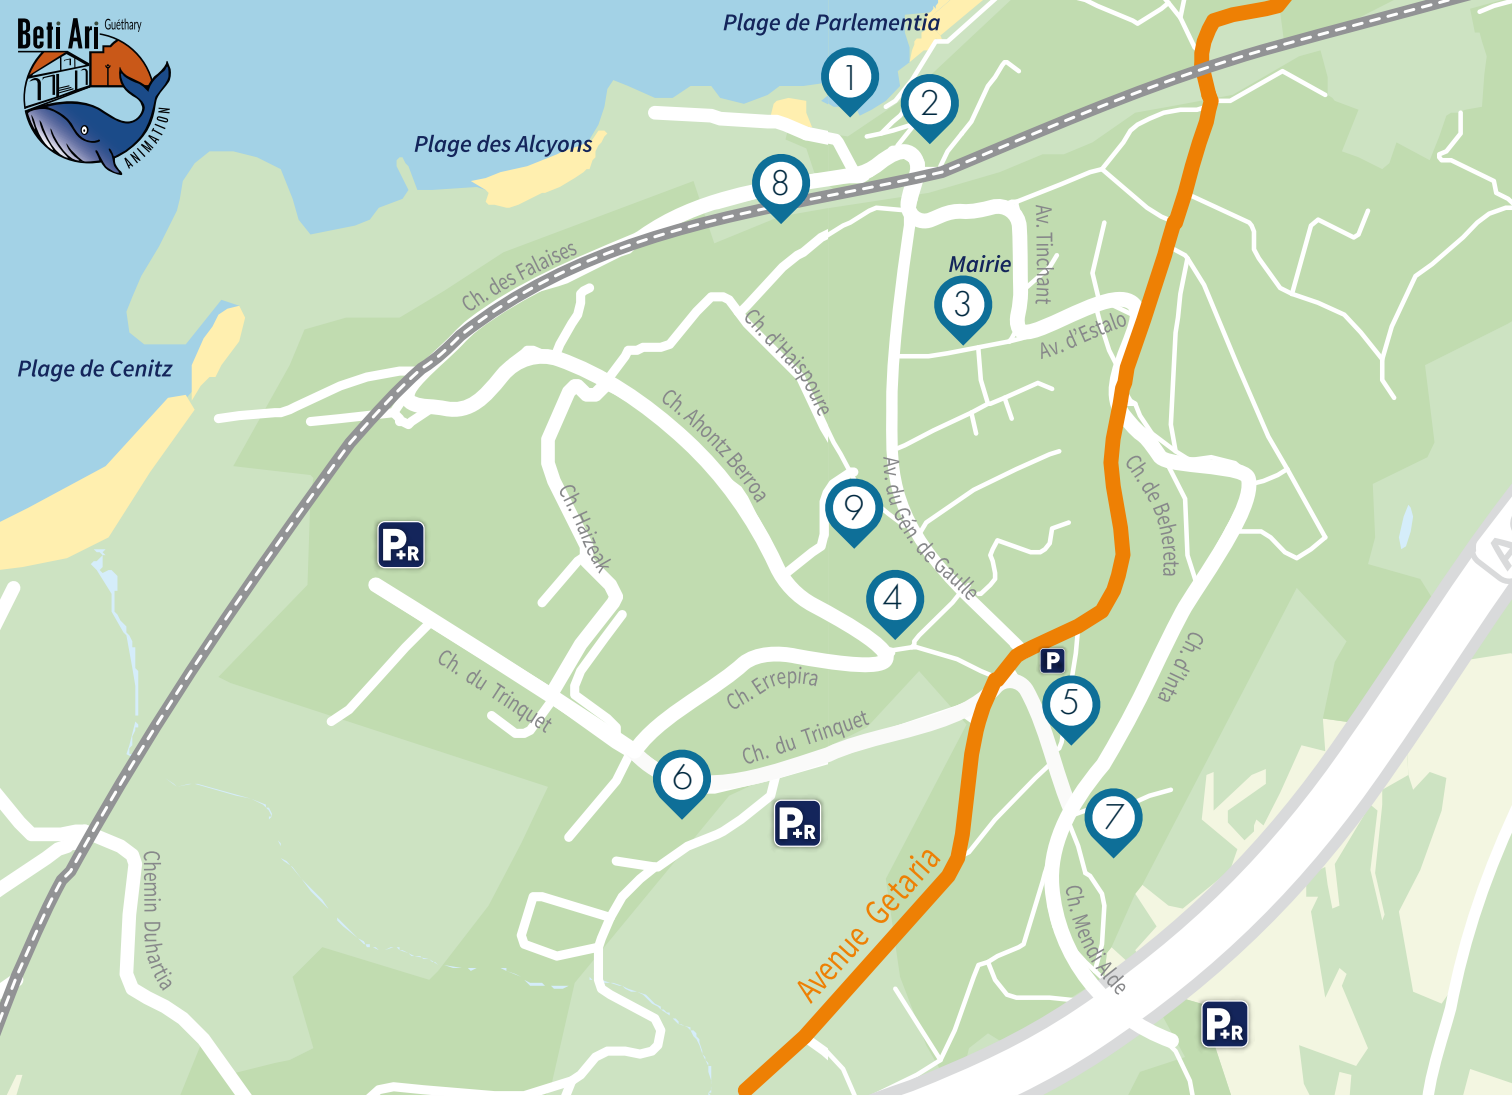 Beti Ari
Guéthary
ANIMATION
Plage de Parlementia
1
2
Plage des Alcyons
8
Av. Tinchant
Ch. des Falaises
Mairie
3
Av. d'Estalo
Plage de Cenitz
Ch. d'Haispoure
Ch. Ahontz Berroa
Av. du Gén. de Gaulle
Ch. de Behereta
Ch. Haizeak
9
P+R
A
4
Ch. du Trinquet
Ch. Errepira
P
Ch. d'Inta
5
Ch. du Trinquet
6
P+R
7
Avenue Getaria
Chemin Duhartia
Ch. Mendi Alde
P+R